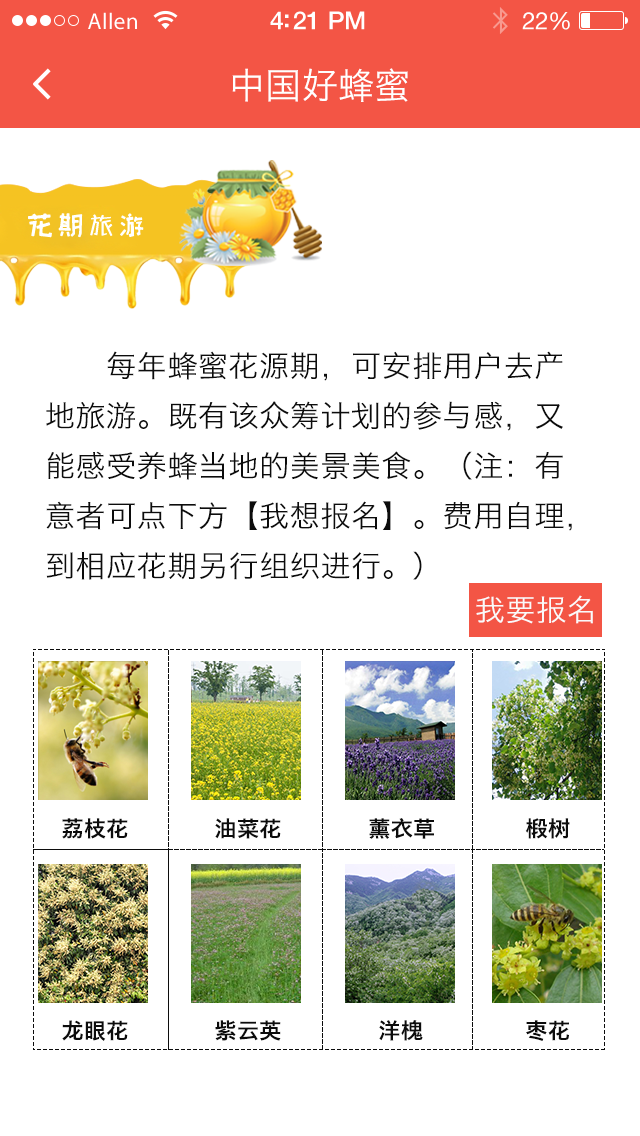 Allen 4:21 PM 22%
中国好蜂蜜
花期旅游
每年蜂蜜花源期，可安排用户去产
地旅游。既有该众筹计划的参与感，又
能感受养蜂当地的美景美食。（注：有
意者可点下方【我想报名】。费用自理，
到相应花期另行组织进行。）
我要报名
荔枝花 油菜花 薰衣草 椴树
龙眼花 紫云英 洋槐 枣花